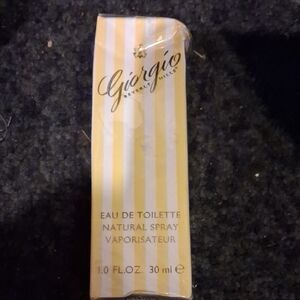 Giorgio
BEVERLY HILLS
EAU DE TOILETTE
NATURAL SPRAY
VAPORISATEUR
1.0 FL.OZ. 30 ml ℮